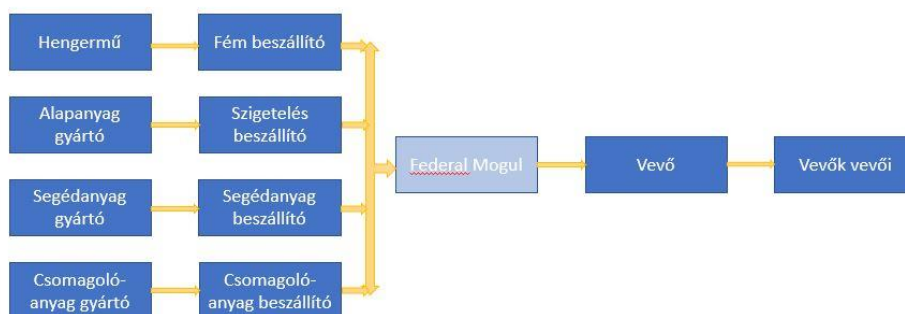 Hengermű
Fém beszállító
Alapanyag
gyártó
Szigetelés
beszállító
Federal Mogul
Vevő
Vevők vevői
Segédanyag
gyártó
Segédanyag
beszállító
Csomagoló-
anyag gyártó
Csomagoló-
anyag beszállító